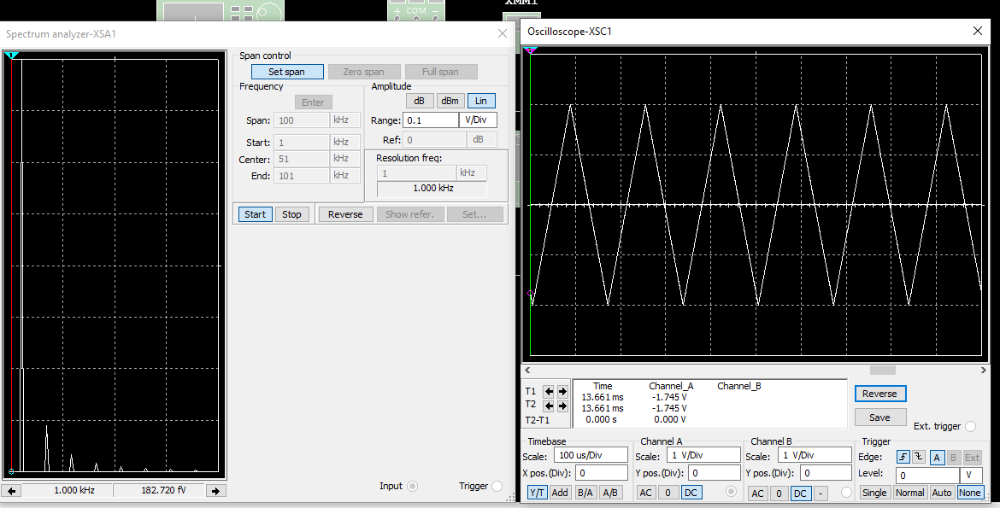 XMM1
+ COM −
Spectrum analyzer-XSA1
Span control
Set span Zero span Full span
Frequency
Enter
Span: 100 kHz
Start: 1 kHz
Center: 51 kHz
End: 101 kHz
Amplitude
dB dBm Lin
Range: 0.1 V/Div
Ref: 0 dB
Resolution freq:
1 kHz
1.000 kHz
Start Stop Reverse Show refer. Set...
1.000 kHz 182.720 fV
Input Trigger
Oscilloscope-XSC1
Time Channel_A Channel_B
T1 13.661 ms -1.745 V
T2 13.661 ms -1.745 V
T2-T1 0.000 s 0.000 V
Reverse
Save
Ext. trigger
Timebase
Scale: 100 us/Div
X pos.(Div): 0
Y/T Add B/A A/B
Channel A
Scale: 1 V/Div
Y pos.(Div): 0
AC 0 DC
Channel B
Scale: 1 V/Div
Y pos.(Div): 0
AC 0 DC -
Trigger
Edge: A B Ext
Level: 0 V
Single Normal Auto None